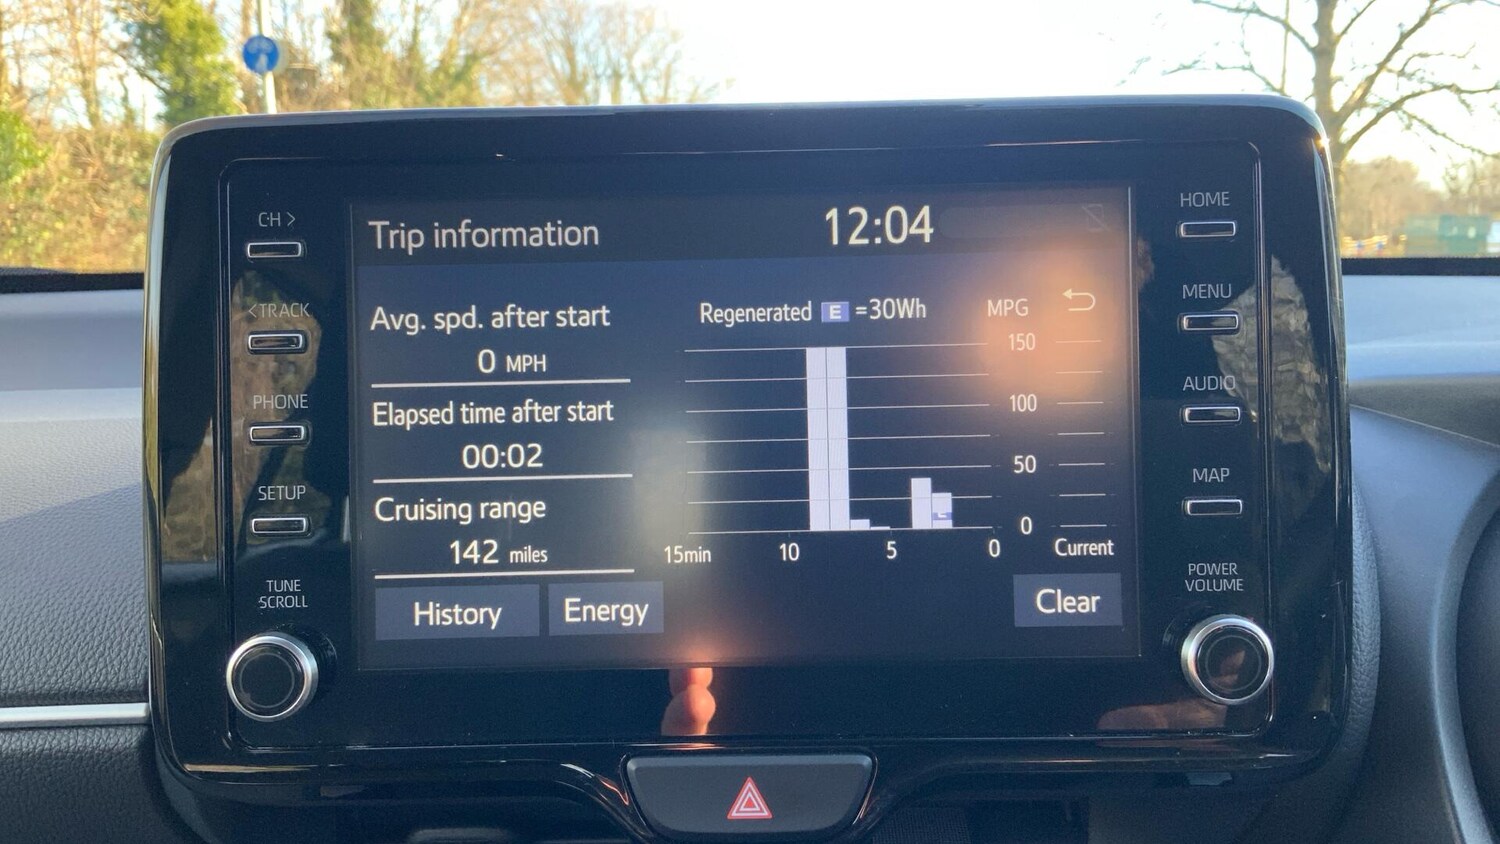 C·H >
< TRACK
PHONE
SETUP
TUNE
SCROLL
Trip information
12:04
Avg. spd. after start
0 MPH
Elapsed time after start
00:02
Cruising range
142 miles
History
Energy
Regenerated E =30Wh
MPG
150
100
50
0
E
15min 10 5 0 Current
Clear
HOME
MENU
AUDIO
MAP
POWER
VOLUME